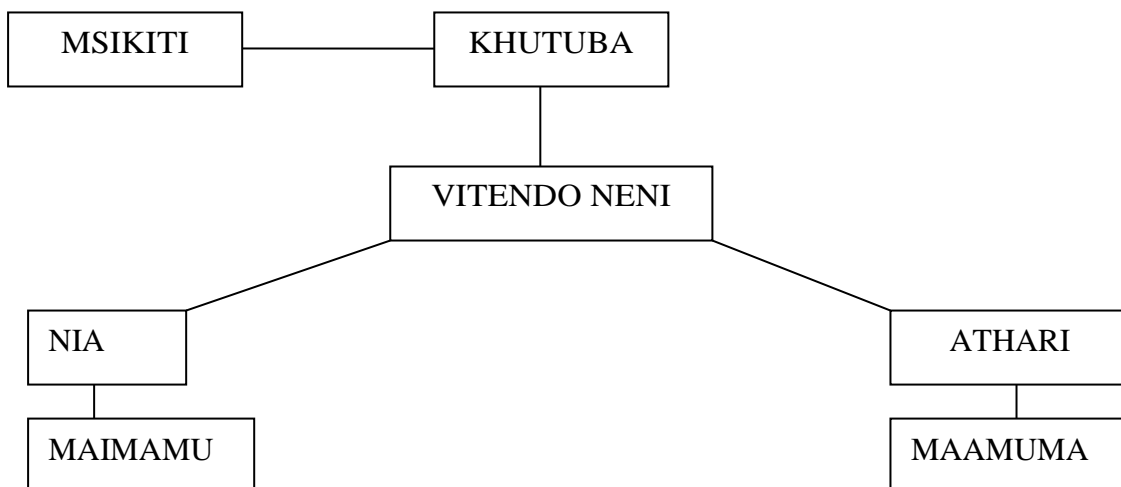 MSIKITI
KHUTUBA
VITENDO NENI
NIA
ATHARI
MAIMAMU
MAAMUMA